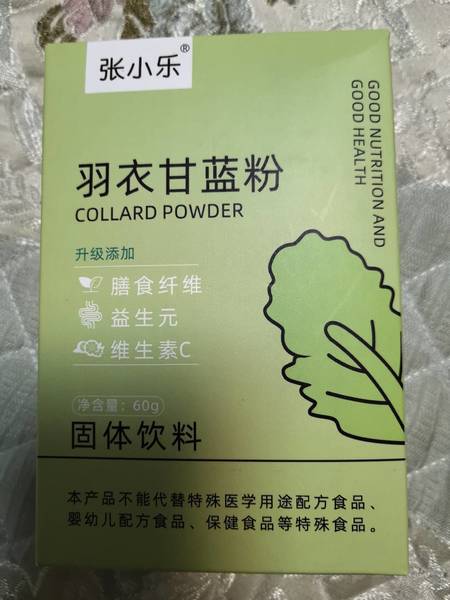 张小乐®
GOOD NUTRITION AND
GOOD HEALTH
羽衣甘蓝粉
COLLARD POWDER
升级添加
膳食纤维
益生元
维生素C
净含量：60g
固体饮料
本产品不能代替特殊医学用途配方食品、
婴幼儿配方食品、保健食品等特殊食品。